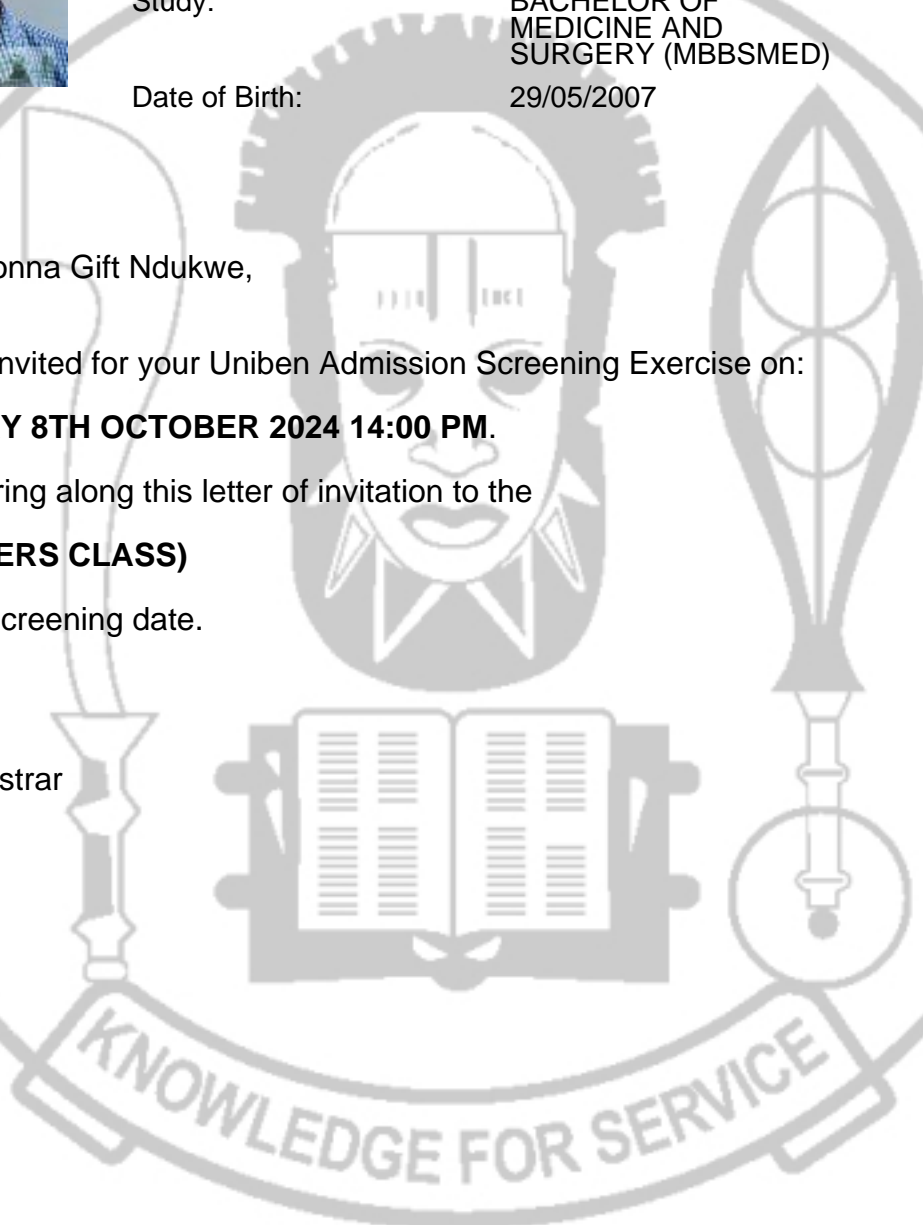 Study:
BACHELOR OF
MEDICINE AND
SURGERY (MBBSMED)
Date of Birth:
29/05/2007
onna Gift Ndukwe,
nvited for your Uniben Admission Screening Exercise on:
Y 8TH OCTOBER 2024 14:00 PM.
ring along this letter of invitation to the
ERS CLASS)
creening date.
strar
KNOWLEDGE FOR SERVICE